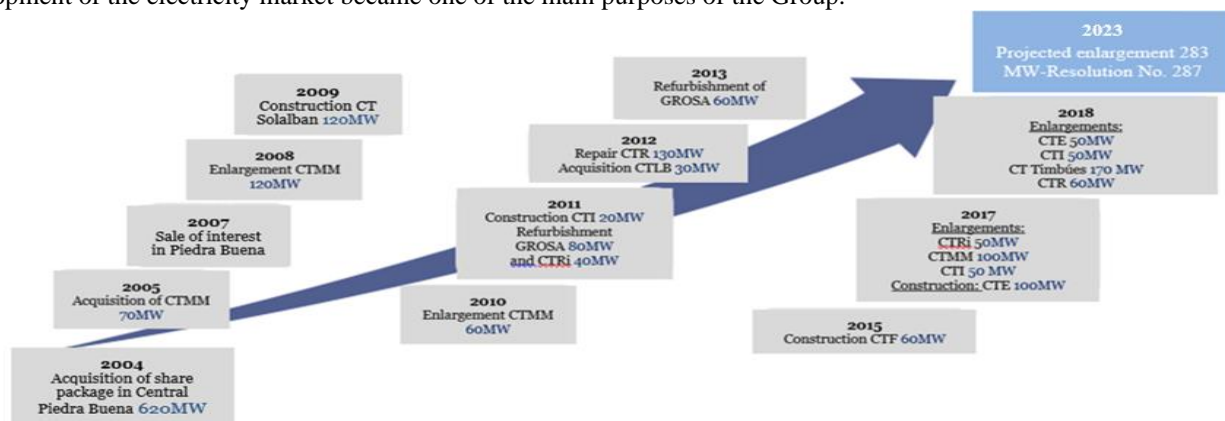 opment of the electricity market became one of the main purposes of the Group.
2004
Acquisition of share
package in Central
Piedra Buena 620MW
2005
Acquisition of CTMM
70MW
2007
Sale of interest
in Piedra Buena
2008
Enlargement CTMM
120MW
2009
Construction CT
Solalban 120MW
2010
Enlargement CTMM
60MW
2011
Construction CTI 20MW
Refurbishment
GROSA 80MW
and CTRi 40MW
2012
Repair CTR 130MW
Acquisition CTLB 30MW
2013
Refurbishment of
GROSA 60MW
2015
Construction CTF 60MW
2017
Enlargements:
CTRi 50MW
CTMM 100MW
CTI 50 MW
Construction: CTE 100MW
2018
Enlargements:
CTE 50MW
CTI 50MW
CT Timbúes 170 MW
CTR 60MW
2023
Projected enlargement 283
MW-Resolution No. 287